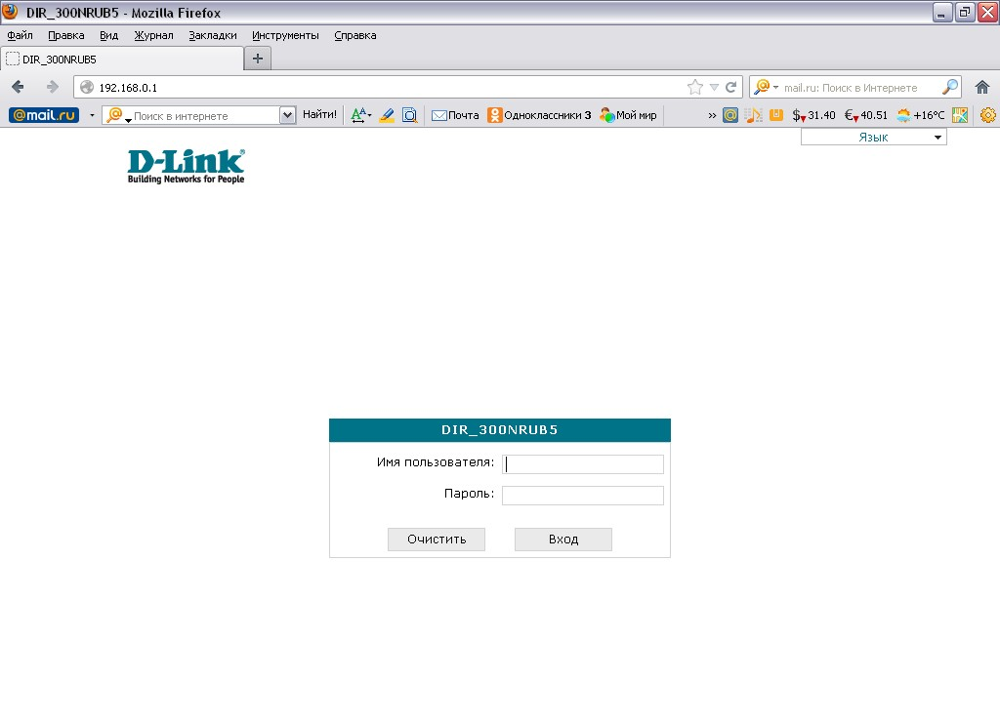 DIR_300NRUB5 - Mozilla Firefox
Файл Правка Вид Журнал Закладки Инструменты Справка
DIR_300NRUB5 +
192.168.0.1 mail.ru: Поиск в Интернете
@mail.ru Поиск в интернете Найти! Почта Одноклассники 3 Мой мир » $ 31.40 € 40.51 +16°C
Язык
D-Link
Building Networks for People
DIR_300NRUB5
Имя пользователя:
Пароль:
Очистить Вход